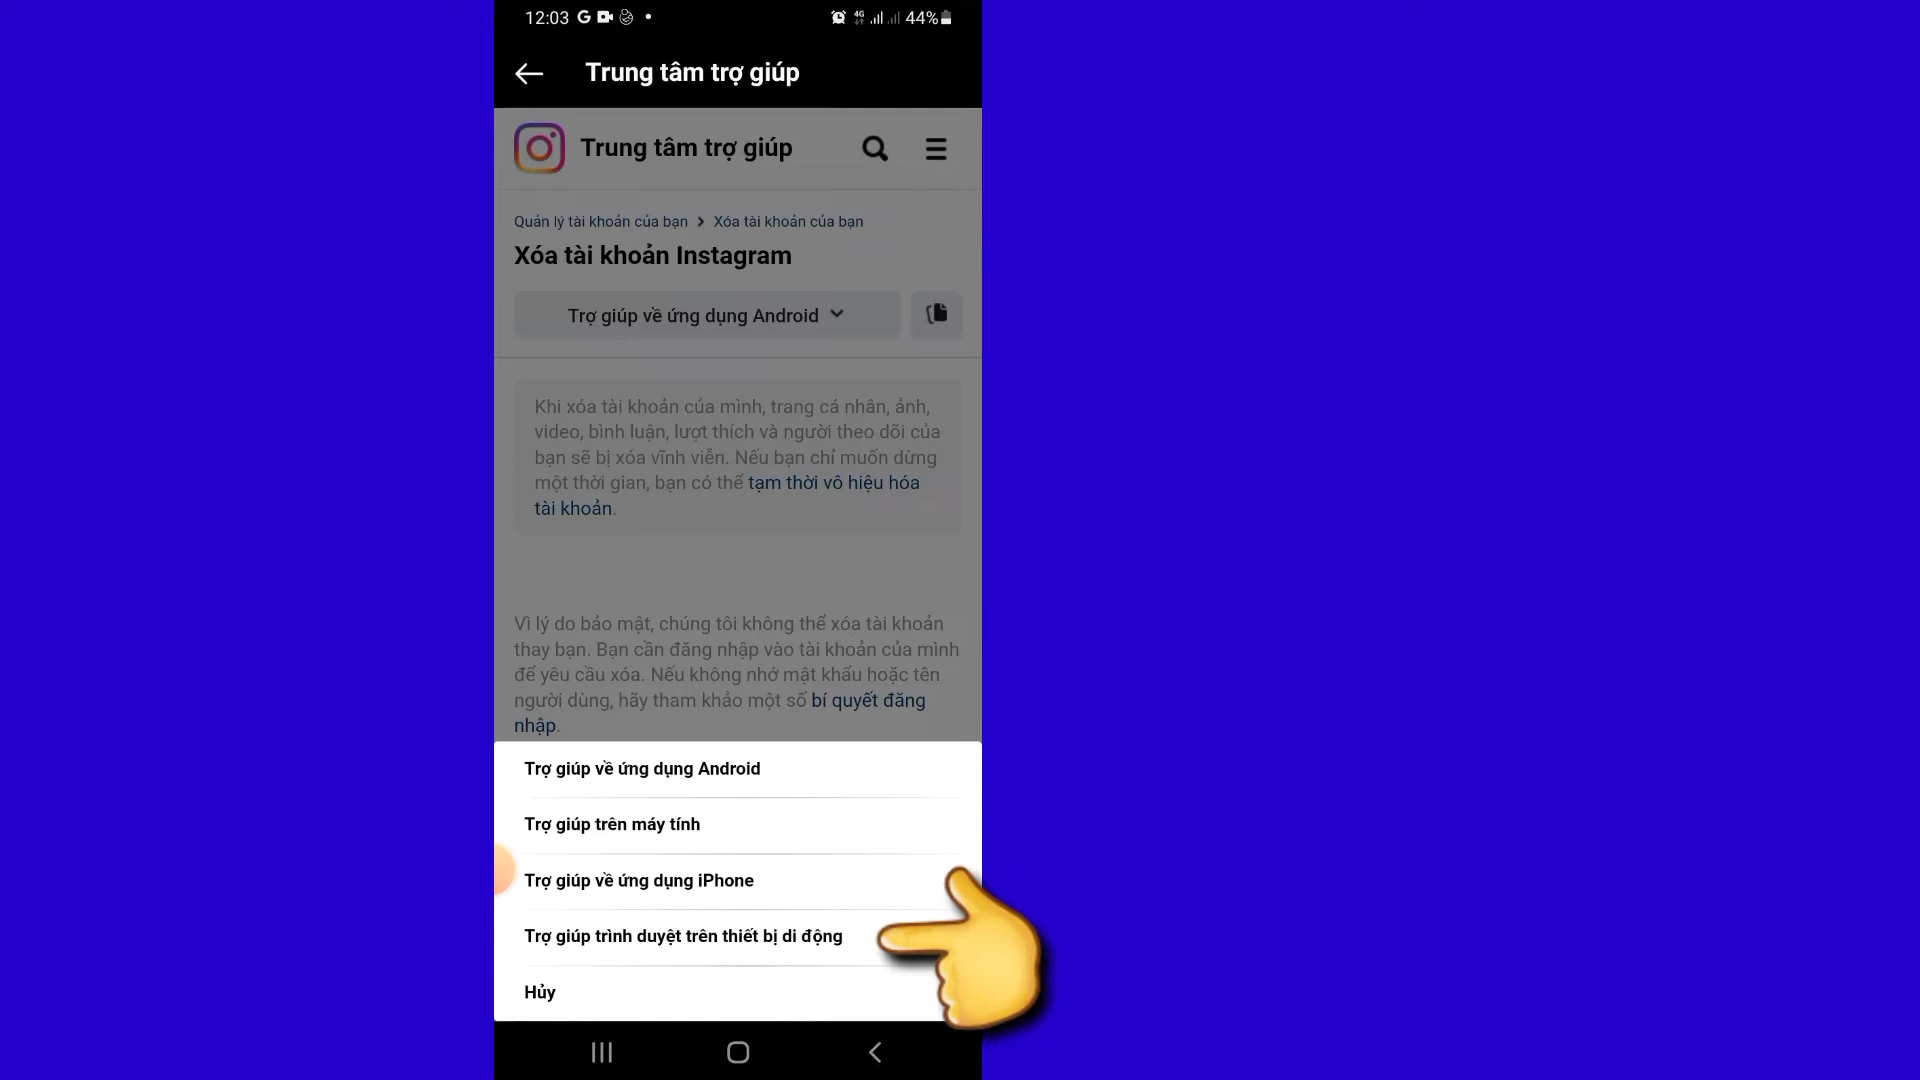 12:03
4G
44%
Trung tâm trợ giúp
Trung tâm trợ giúp
Quản lý tài khoản của bạn > Xóa tài khoản của bạn
Xóa tài khoản Instagram
Trợ giúp về ứng dụng Android
Khi xóa tài khoản của mình, trang cá nhân, ảnh,
video, bình luận, lượt thích và người theo dõi của
bạn sẽ bị xóa vĩnh viễn. Nếu bạn chỉ muốn dừng
một thời gian, bạn có thể tạm thời vô hiệu hóa
tài khoản.
Vì lý do bảo mật, chúng tôi không thể xóa tài khoản
thay bạn. Bạn cần đăng nhập vào tài khoản của mình
để yêu cầu xóa. Nếu không nhớ mật khẩu hoặc tên
người dùng, hãy tham khảo một số bí quyết đăng
nhập.
Trợ giúp về ứng dụng Android
Trợ giúp trên máy tính
Trợ giúp về ứng dụng iPhone
Trợ giúp trình duyệt trên thiết bị di động
Hủy